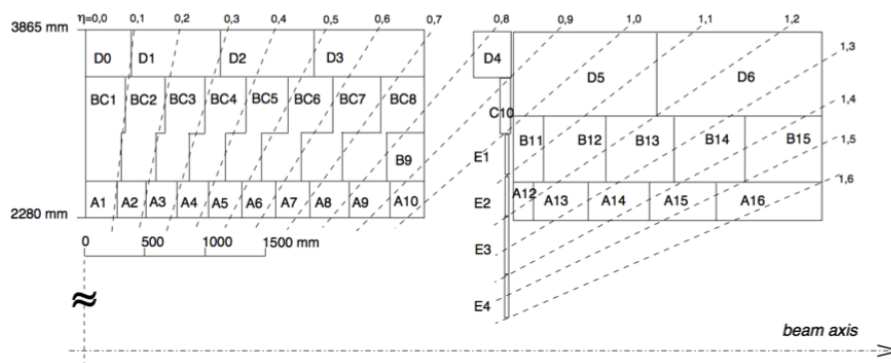 3865 mm
η=0,0 0,1 0,2 0,3 0,4 0,5 0,6 0,7 0,8 0,9 1,0 1,1 1,2
D0 D1 D2 D3 D4 D5 D6
1,3
BC1 BC2 BC3 BC4 BC5 BC6 BC7 BC8 C10
1,4
B9 E1 B11 B12 B13 B14 B15
1,5
1,6
A1 A2 A3 A4 A5 A6 A7 A8 A9 A10 E2 A12 A13 A14 A15 A16
2280 mm
0 500 1000 1500 mm
E3
E4
beam axis